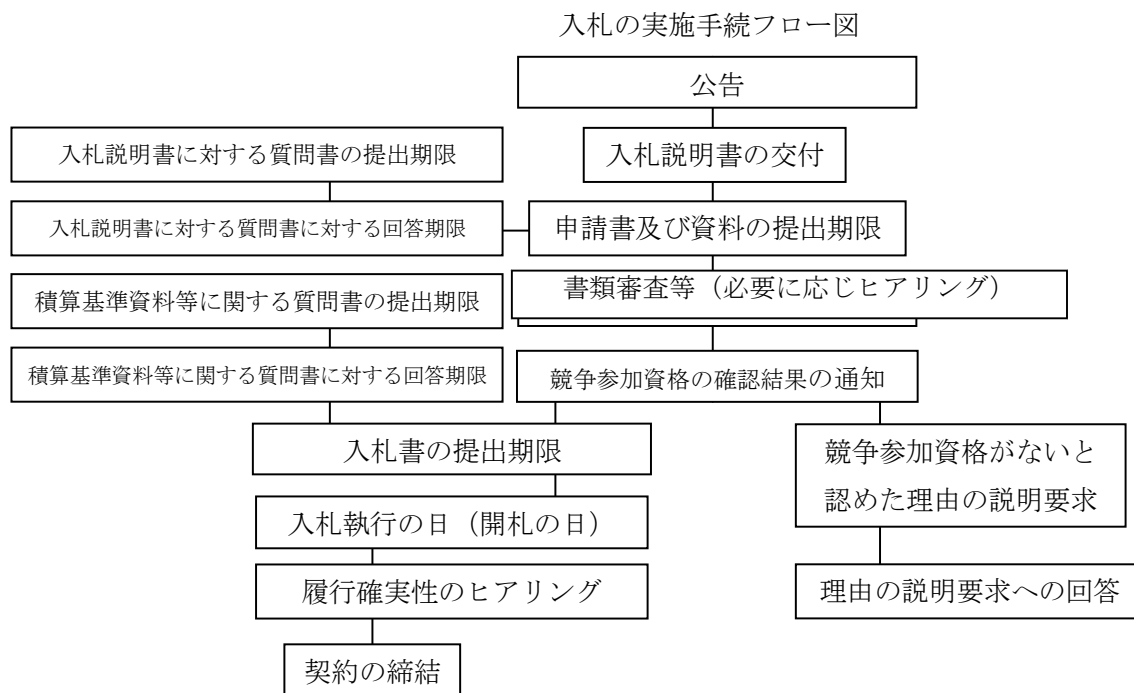 入札の実施手続フロー図
公告
入札説明書に対する質問書の提出期限
入札説明書の交付
入札説明書に対する質問書に対する回答期限
申請書及び資料の提出期限
積算基準資料等に関する質問書の提出期限
書類審査等（必要に応じヒアリング）
積算基準資料等に関する質問書に対する回答期限
競争参加資格の確認結果の通知
入札書の提出期限
競争参加資格がないと
認めた理由の説明要求
入札執行の日（開札の日）
履行確実性のヒアリング
理由の説明要求への回答
契約の締結